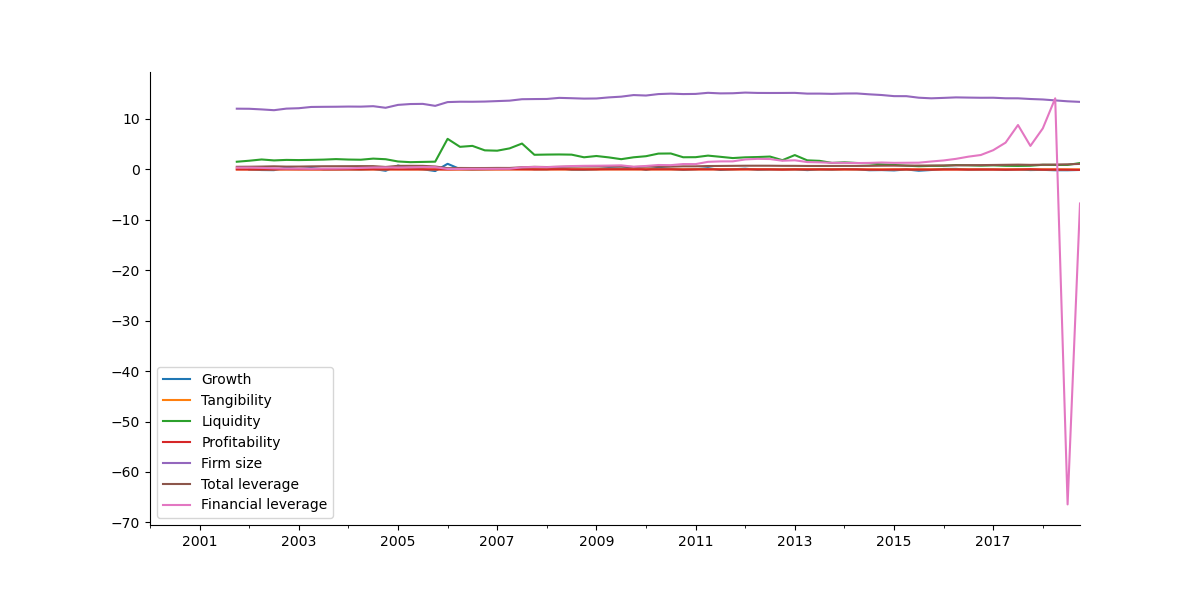 10
0
−10
−20
−30
−40
−50
−60
−70
Growth
Tangibility
Liquidity
Profitability
Firm size
Total leverage
Financial leverage
2001 2003 2005 2007 2009 2011 2013 2015 2017